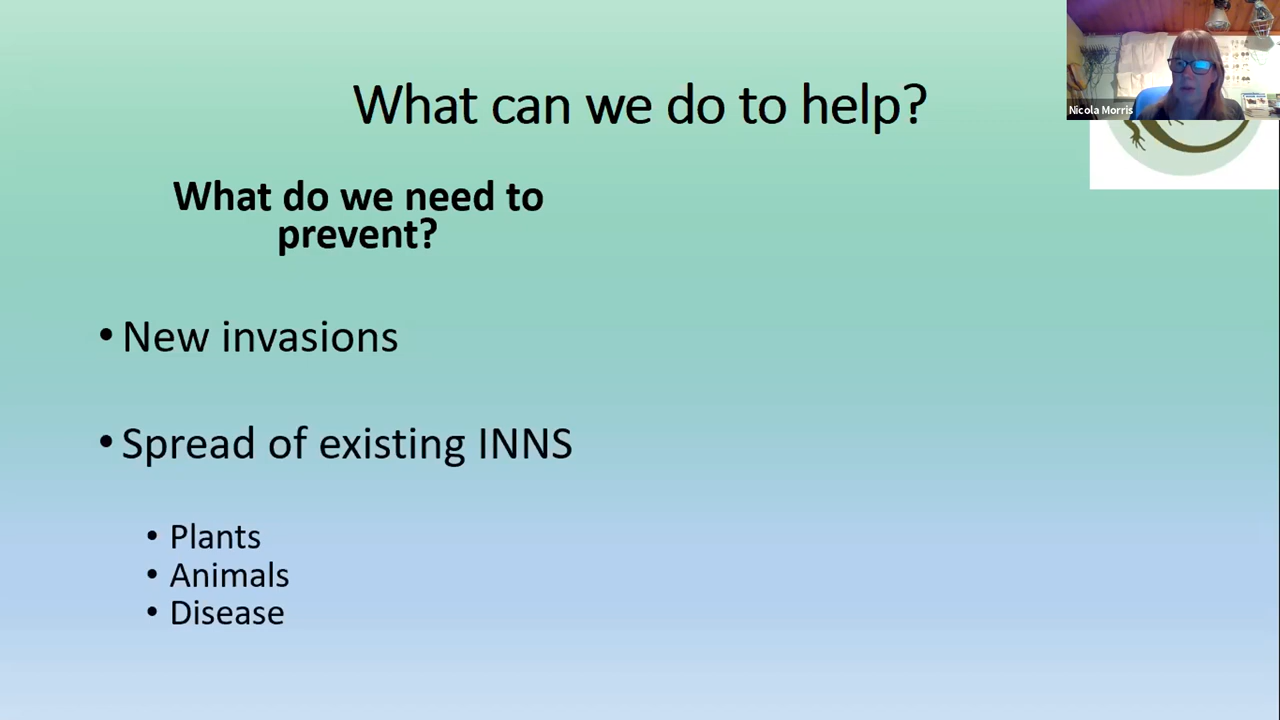 What can we do to help?
Nicola Morris
What do we need to
prevent?
• New invasions
• Spread of existing INNS
• Plants
• Animals
• Disease